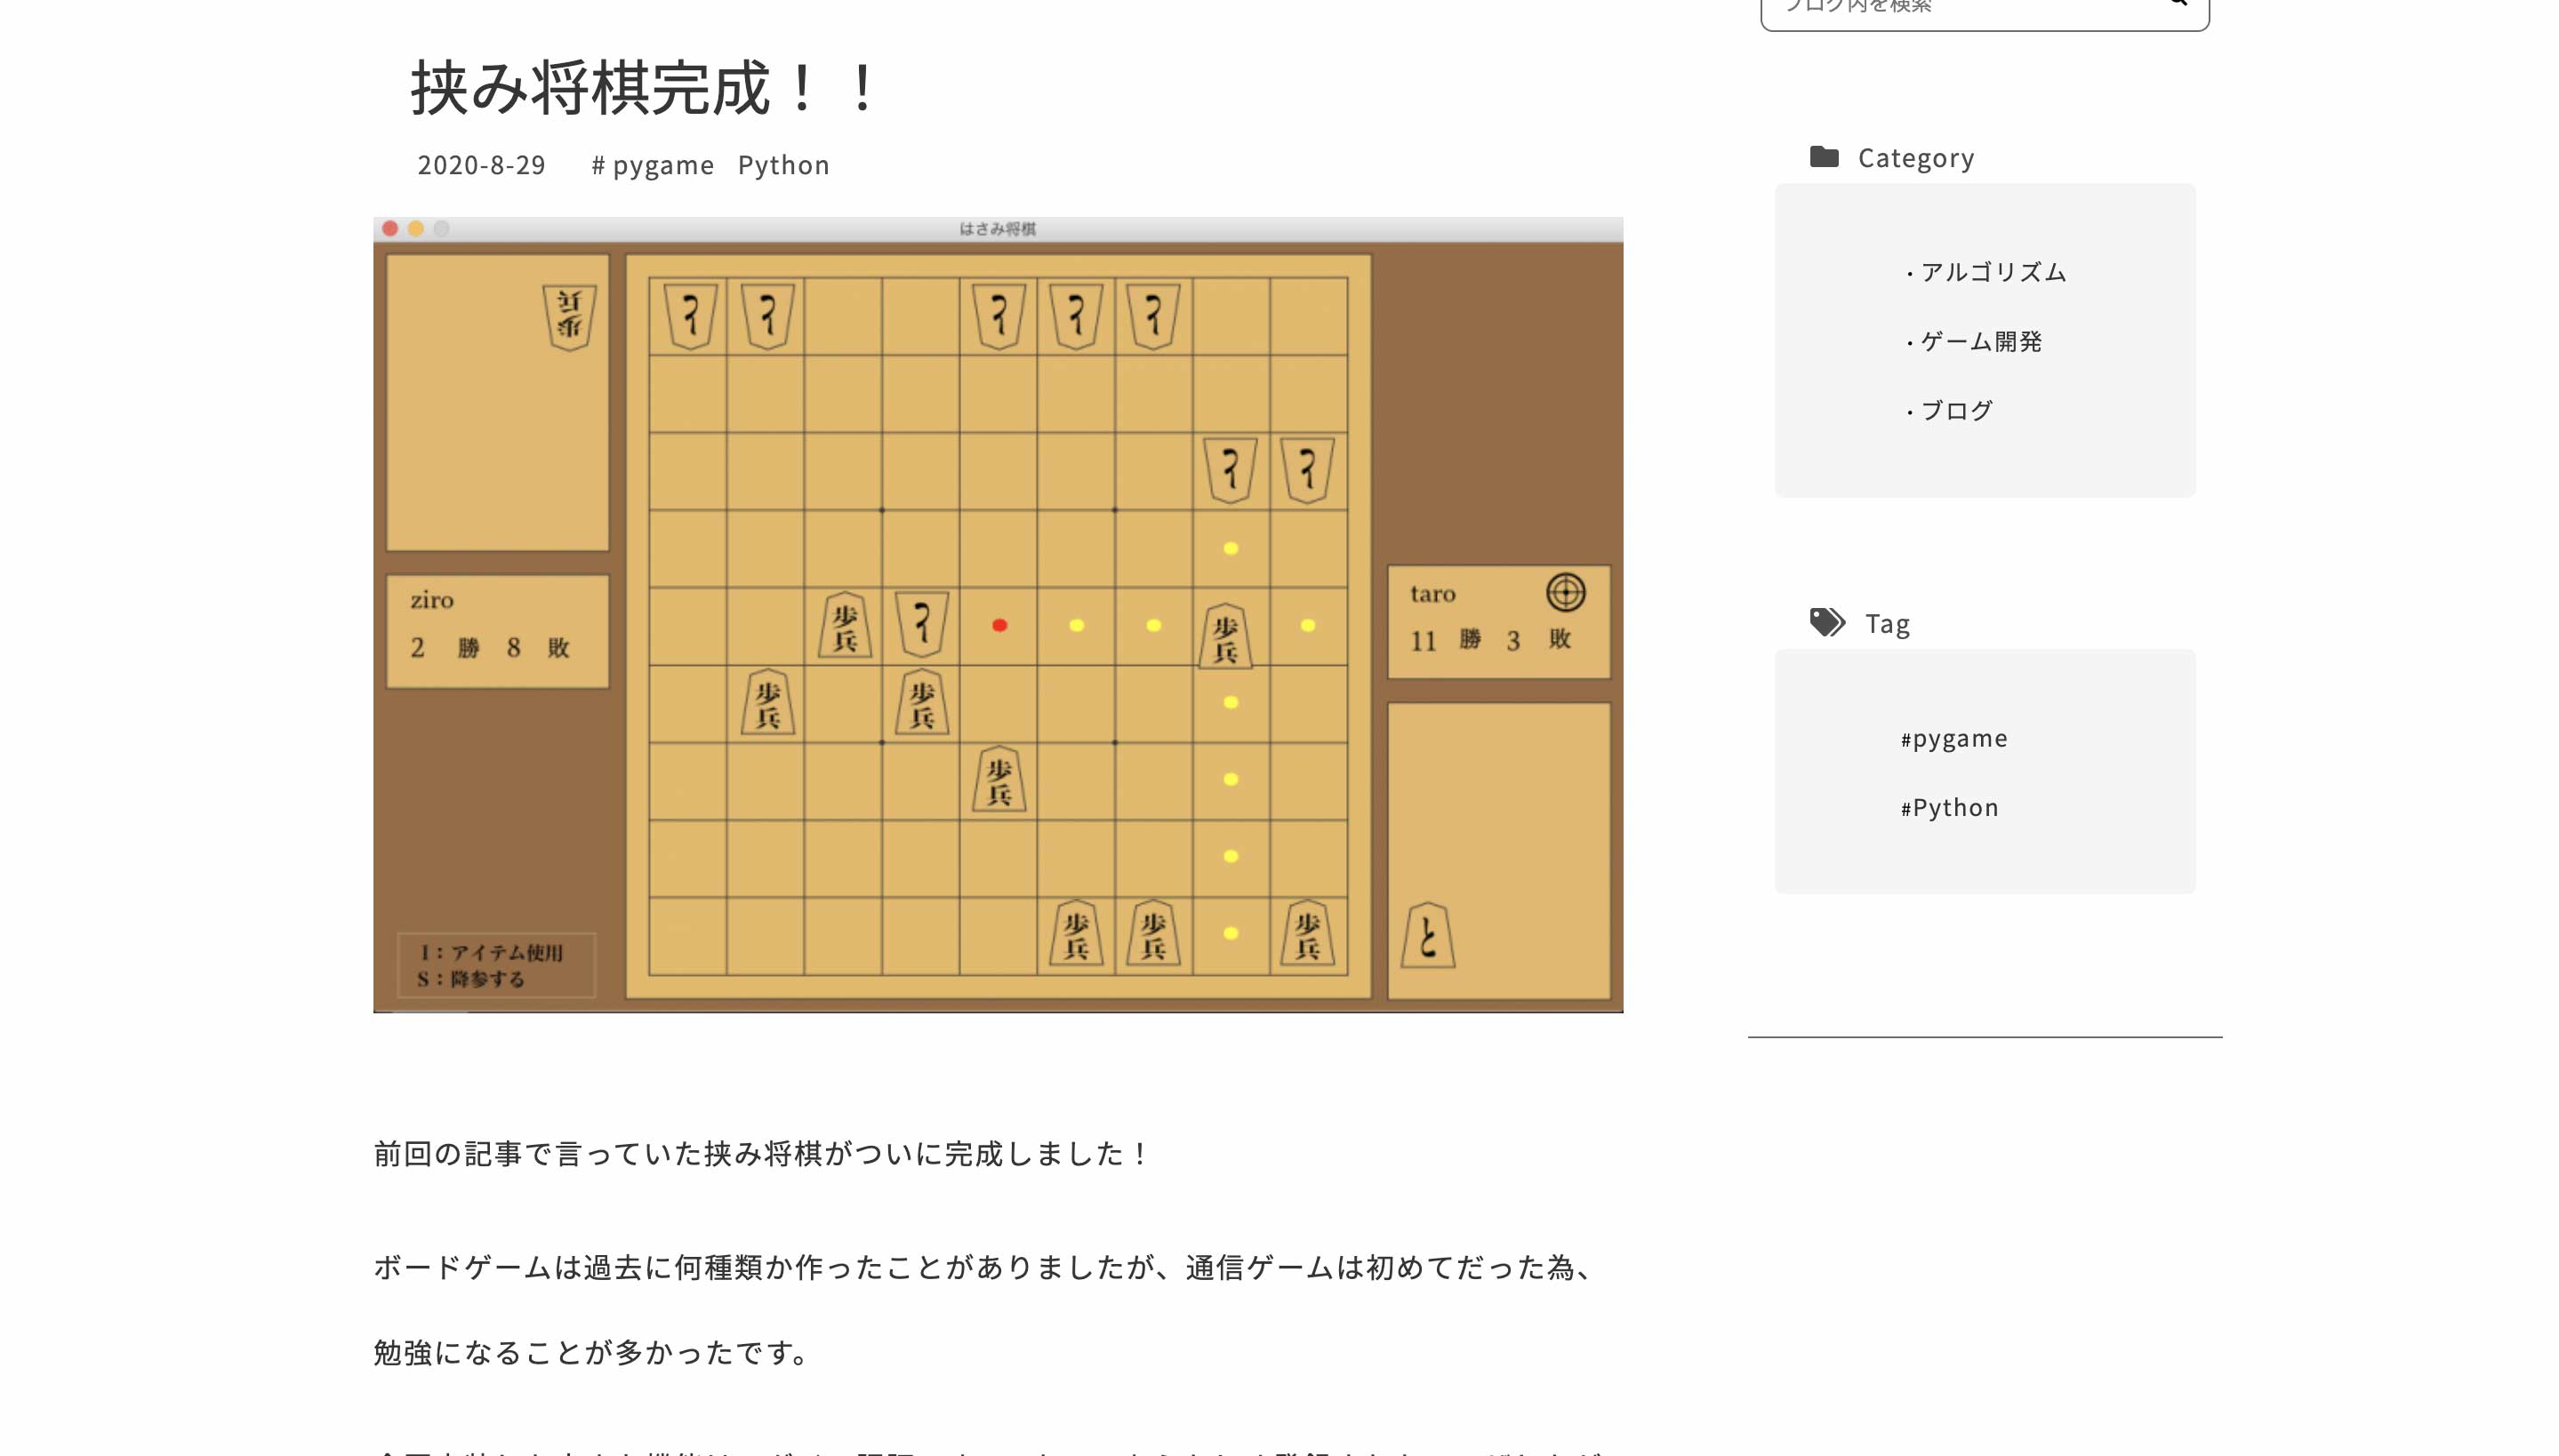 挟み将棋完成！！
2020-8-29 # pygame Python
はさみ将棋
歩兵
と と と と と
と と
ziro
2 勝 8 敗
歩兵 と 歩兵
taro
11 勝 3 敗
歩兵 歩兵
歩兵
歩兵 歩兵 歩兵
と
I：アイテム使用
S：降参する
前回の記事で言っていた挟み将棋がついに完成しました！
ボードゲームは過去に何種類か作ったことがありましたが、通信ゲームは初めてだった為、
勉強になることが多かったです。
ブログ内を検索
Category
・アルゴリズム
・ゲーム開発
・ブログ
Tag
#pygame
#Python